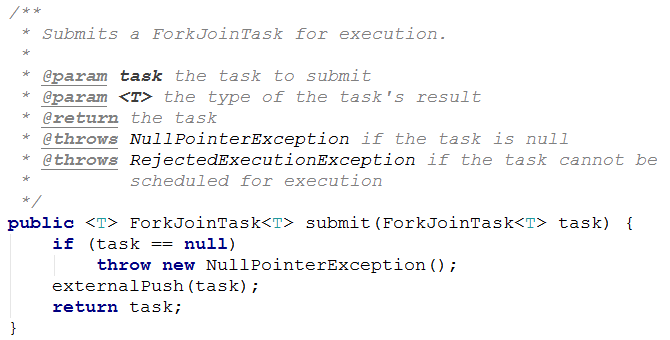 /**
 * Submits a ForkJoinTask for execution.
 *
 * @param task the task to submit
 * @param <T> the type of the task's result
 * @return the task
 * @throws NullPointerException if the task is null
 * @throws RejectedExecutionException if the task cannot be
 *         scheduled for execution
 */
public <T> ForkJoinTask<T> submit(ForkJoinTask<T> task) {
    if (task == null)
        throw new NullPointerException();
    externalPush(task);
    return task;
}